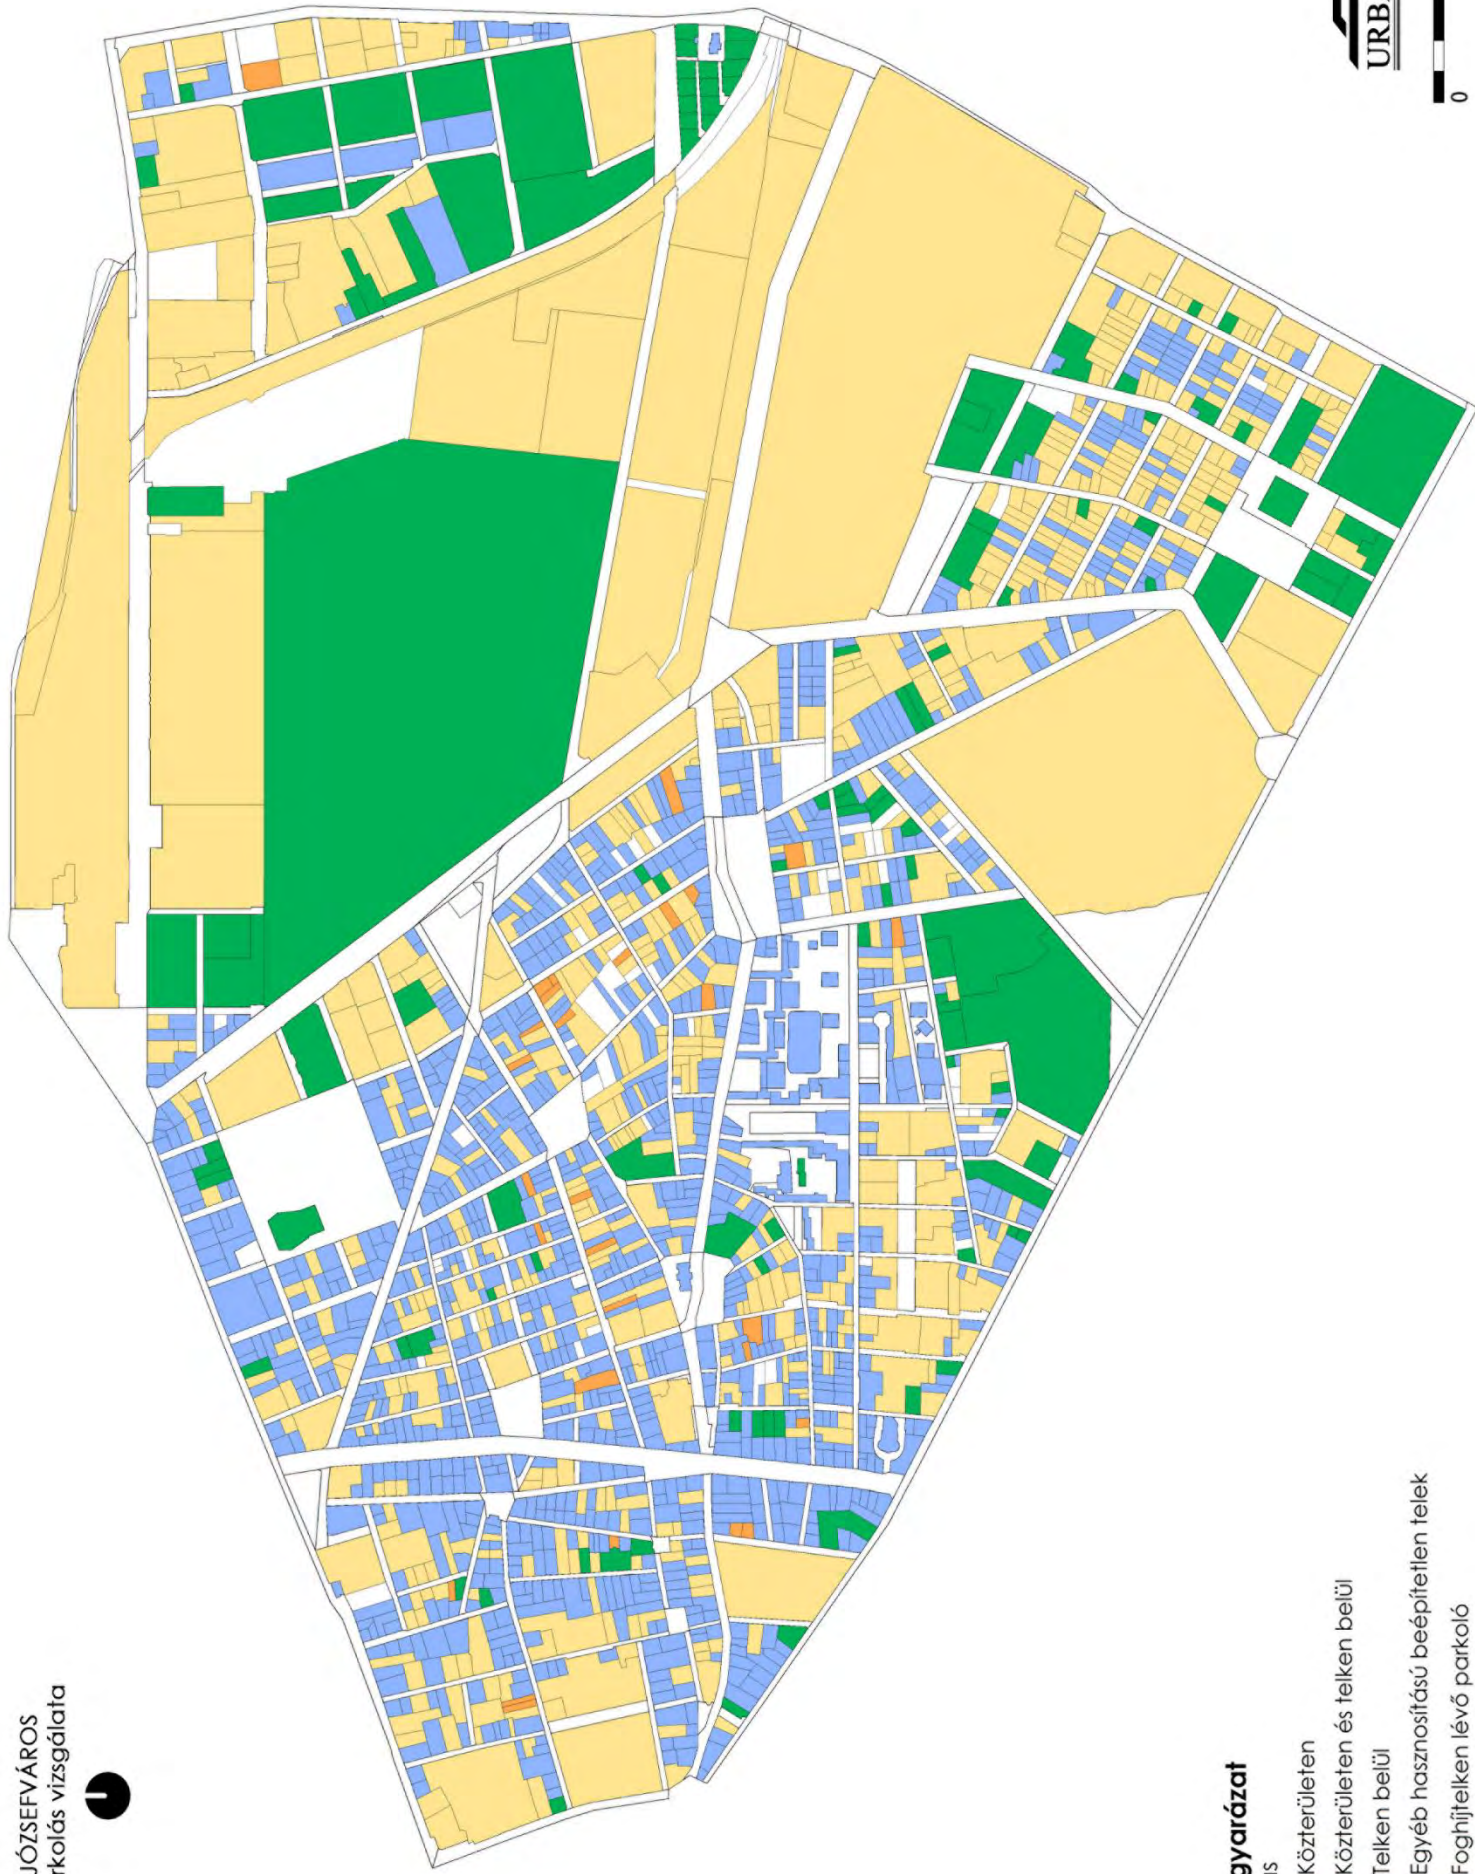 JÓZSEFVÁROS
rkolás vizsgálata
gyarázat
Közterületen
Közterületen és telken belül
Telken belül
Egyéb hasznosítású beépítetlen telek
Foghíjtelken lévő parkoló
URB
0